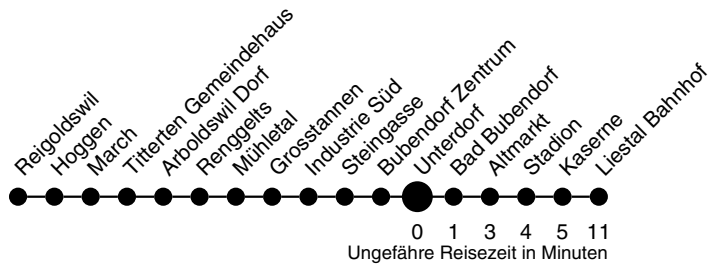 Reigoldswil
Hoggen
March
Titterten Gemeindehaus
Arboldswil Dorf
Renggelts
Mühletal
Grosstannen
Industrie Süd
Steingasse
Bubendorf Zentrum
Unterdorf
Bad Bubendorf
Altmarkt
Stadion
Kaserne
Liestal Bahnhof
0 1 3 4 5 11
Ungefähre Reisezeit in Minuten